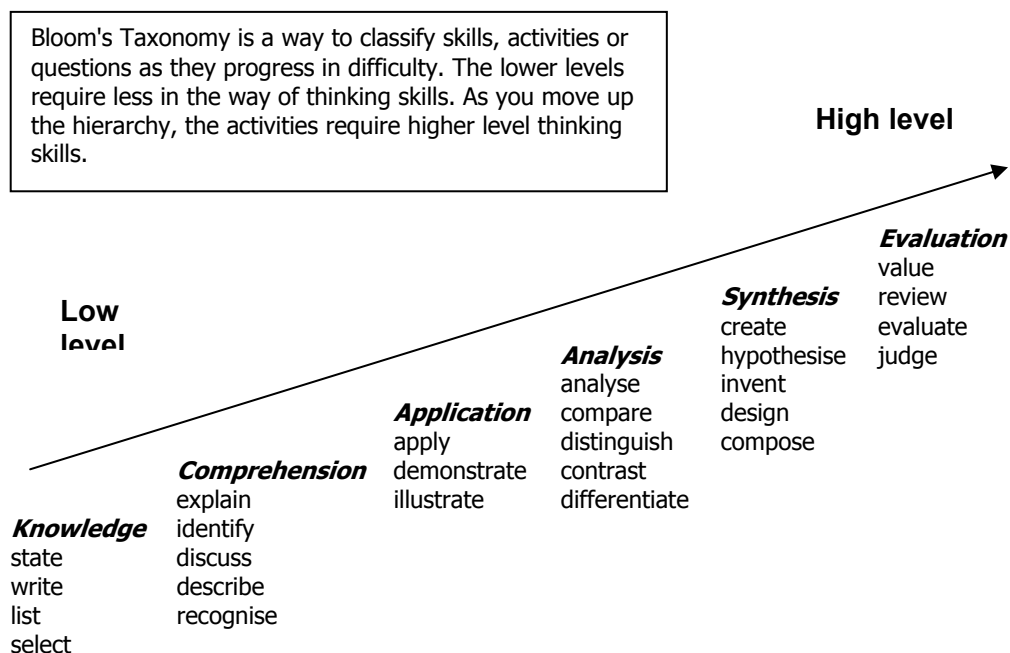 Bloom's Taxonomy is a way to classify skills, activities or
questions as they progress in difficulty. The lower levels
require less in the way of thinking skills. As you move up
the hierarchy, the activities require higher level thinking
skills.
High level
Low
level
Evaluation
value
review
evaluate
judge
Synthesis
create
hypothesise
invent
design
compose
Analysis
analyse
compare
distinguish
contrast
differentiate
Application
apply
demonstrate
illustrate
Comprehension
explain
identify
discuss
describe
recognise
Knowledge
state
write
list
select